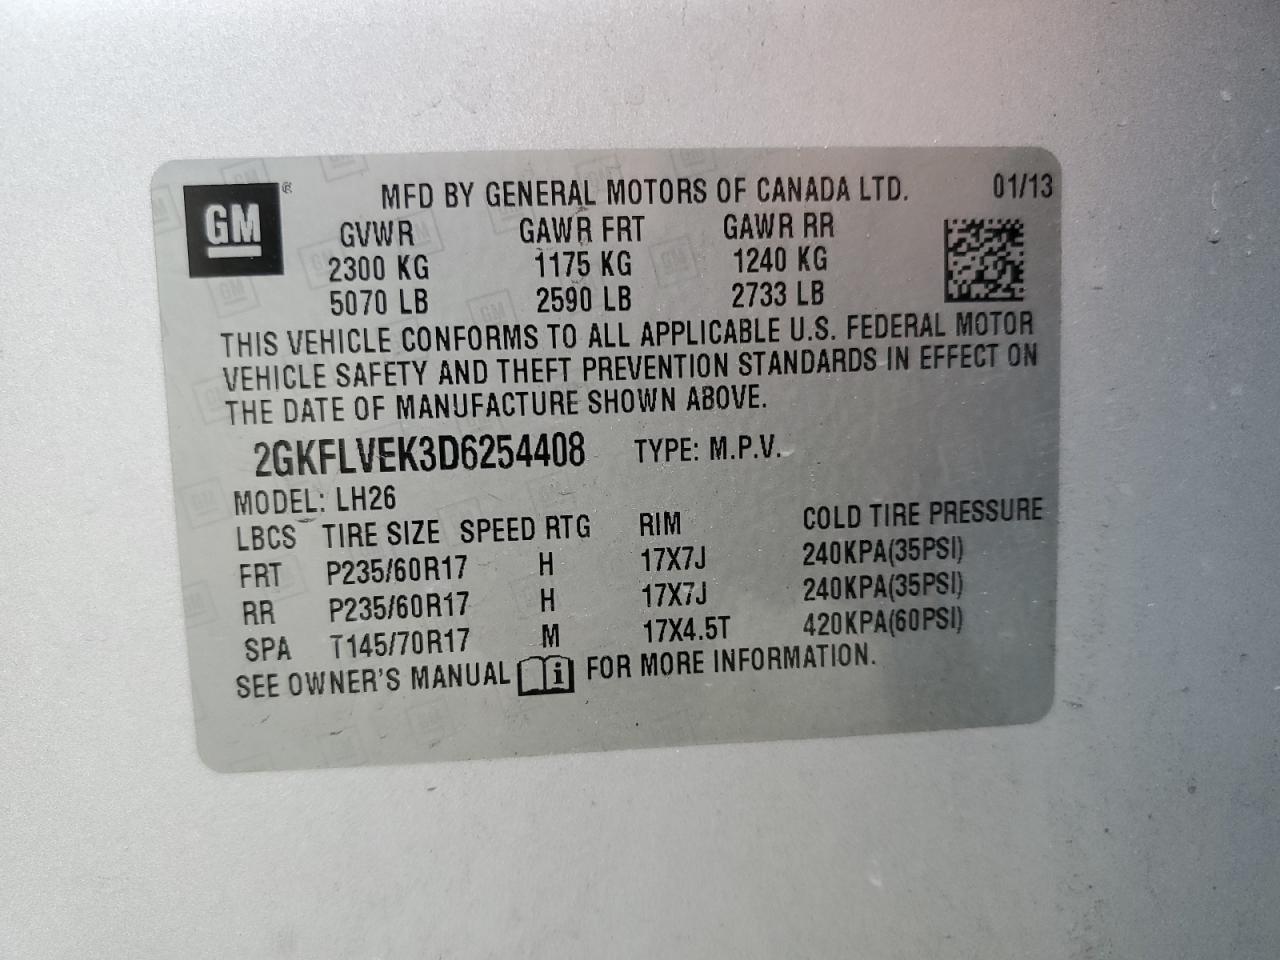 GM ® MFD BY GENERAL MOTORS OF CANADA LTD. 01/13
GVWR GAWR FRT GAWR RR
2300 KG 1175 KG 1240 KG
5070 LB 2590 LB 2733 LB
THIS VEHICLE CONFORMS TO ALL APPLICABLE U.S. FEDERAL MOTOR
VEHICLE SAFETY AND THEFT PREVENTION STANDARDS IN EFFECT ON
THE DATE OF MANUFACTURE SHOWN ABOVE.
2GKFLVEK3D6254408 TYPE: M.P.V.
MODEL: LH26
LBCS TIRE SIZE SPEED RTG RIM COLD TIRE PRESSURE
FRT P235/60R17 H 17X7J 240KPA(35PSI)
RR P235/60R17 H 17X7J 240KPA(35PSI)
SPA T145/70R17 M 17X4.5T 420KPA(60PSI)
SEE OWNER'S MANUAL i FOR MORE INFORMATION.